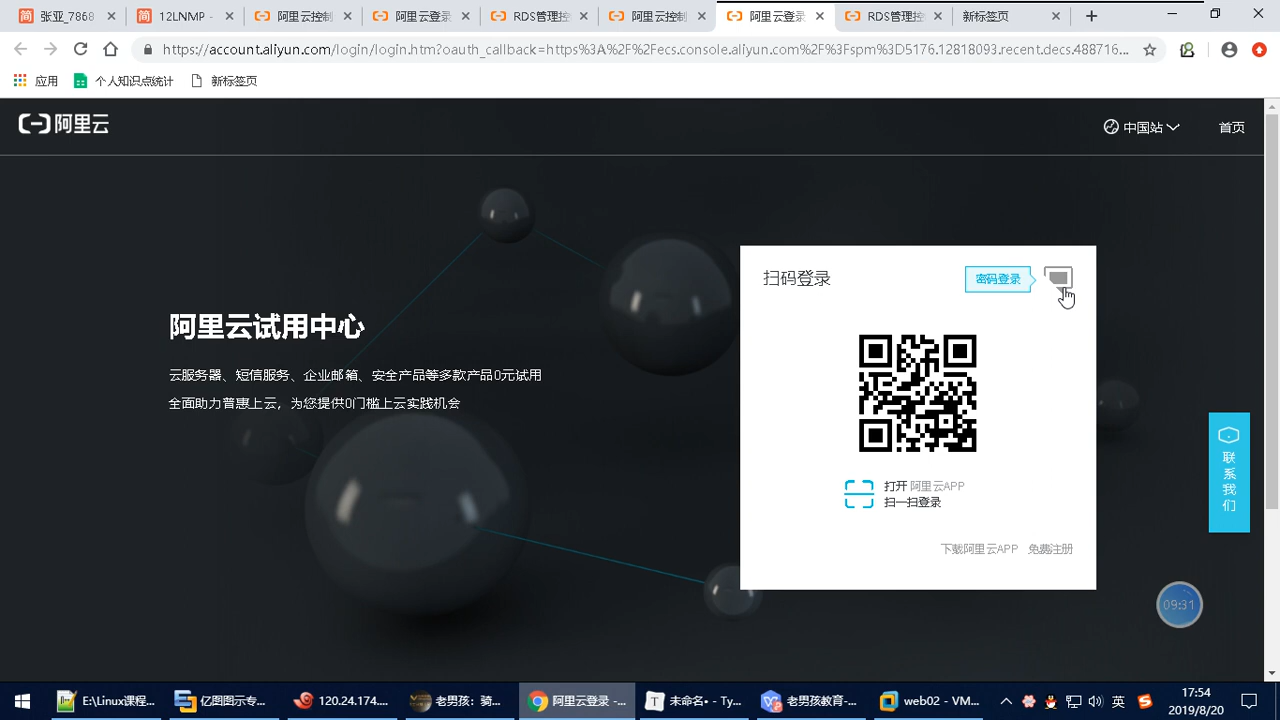 张亚_7868
12LNMP -
阿里云控制
阿里云登录
RDS管理控
阿里云控制
阿里云登录
RDS管理控
新标签页
https://account.aliyun.com/login/login.htm?oauth_callback=https%3A%2F%2Fecs.console.aliyun.com%2F%3Fspm%3D5176.12818093.recent.decs.488716...
应用
个人知识点统计
新标签页
阿里云
中国站
首页
扫码登录
密码登录
阿里云试用中心
云服务器、短信服务、企业邮箱、安全产品等多款产品0元试用
全面助力普惠上云，为您提供0门槛上云实践机会
打开 阿里云APP
扫一扫登录
下载阿里云APP 免费注册
联系我们
09:31
E:\Linux课程...
亿图图示专...
120.24.174....
老男孩：骑...
阿里云登录 -...
未命名• - Ty...
老男孩教育-...
web02 - VM...
英
17:54
2019/8/20